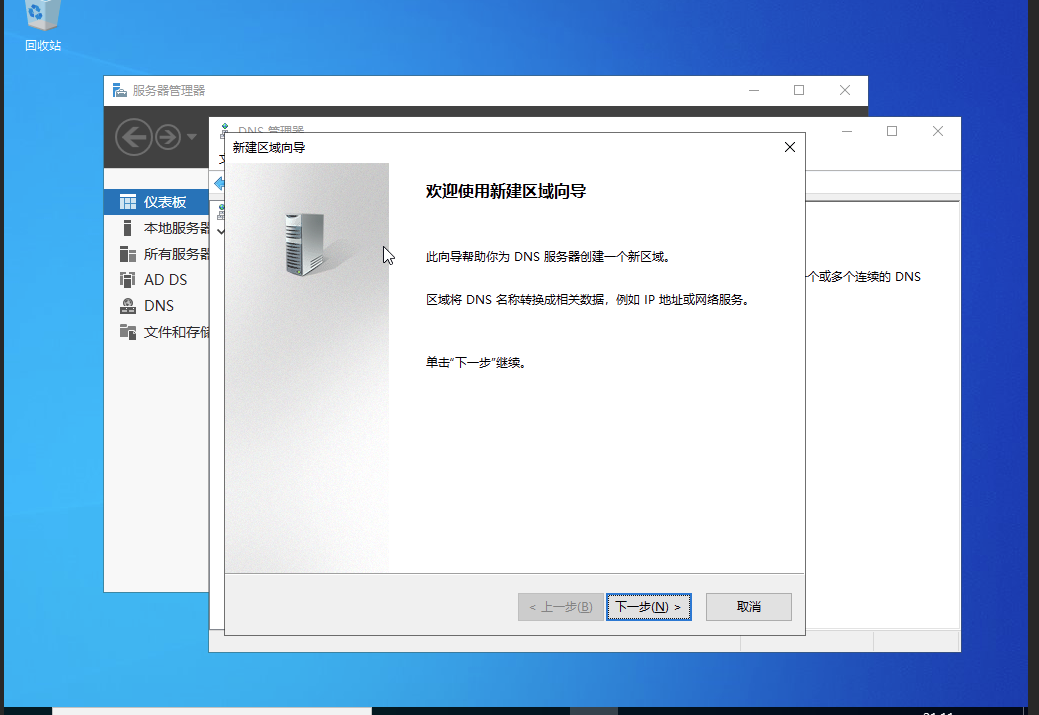 回收站
服务器管理器
DNS 管理器
新建区域向导
欢迎使用新建区域向导
此向导帮助你为 DNS 服务器创建一个新区域。
区域将 DNS 名称转换成相关数据，例如 IP 地址或网络服务。
单击“下一步”继续。
仪表板
本地服务器
所有服务器
AD DS
DNS
文件和存储
个或多个连续的 DNS
< 上一步(B)
下一步(N) >
取消